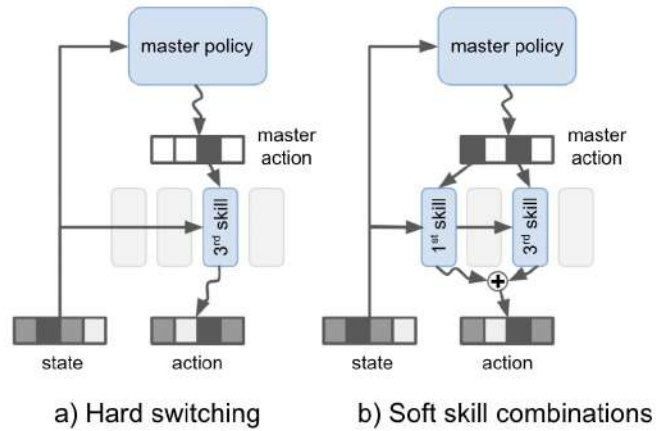 master policy
master
action
3rd skill
state
action
a) Hard switching
master policy
master
action
1st skill
3rd skill
+
state
action
b) Soft skill combinations